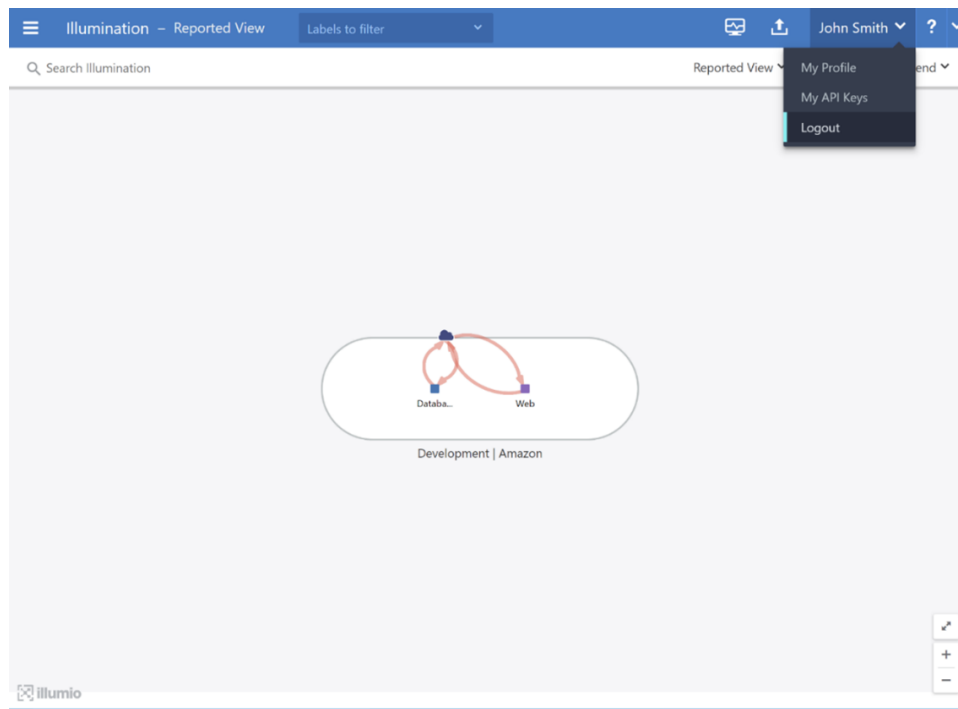 Illumination – Reported View
Labels to filter
John Smith
?
Search Illumination
Reported View
end
My Profile
My API Keys
Logout
Databa...
Web
Development | Amazon
+
−
illumio